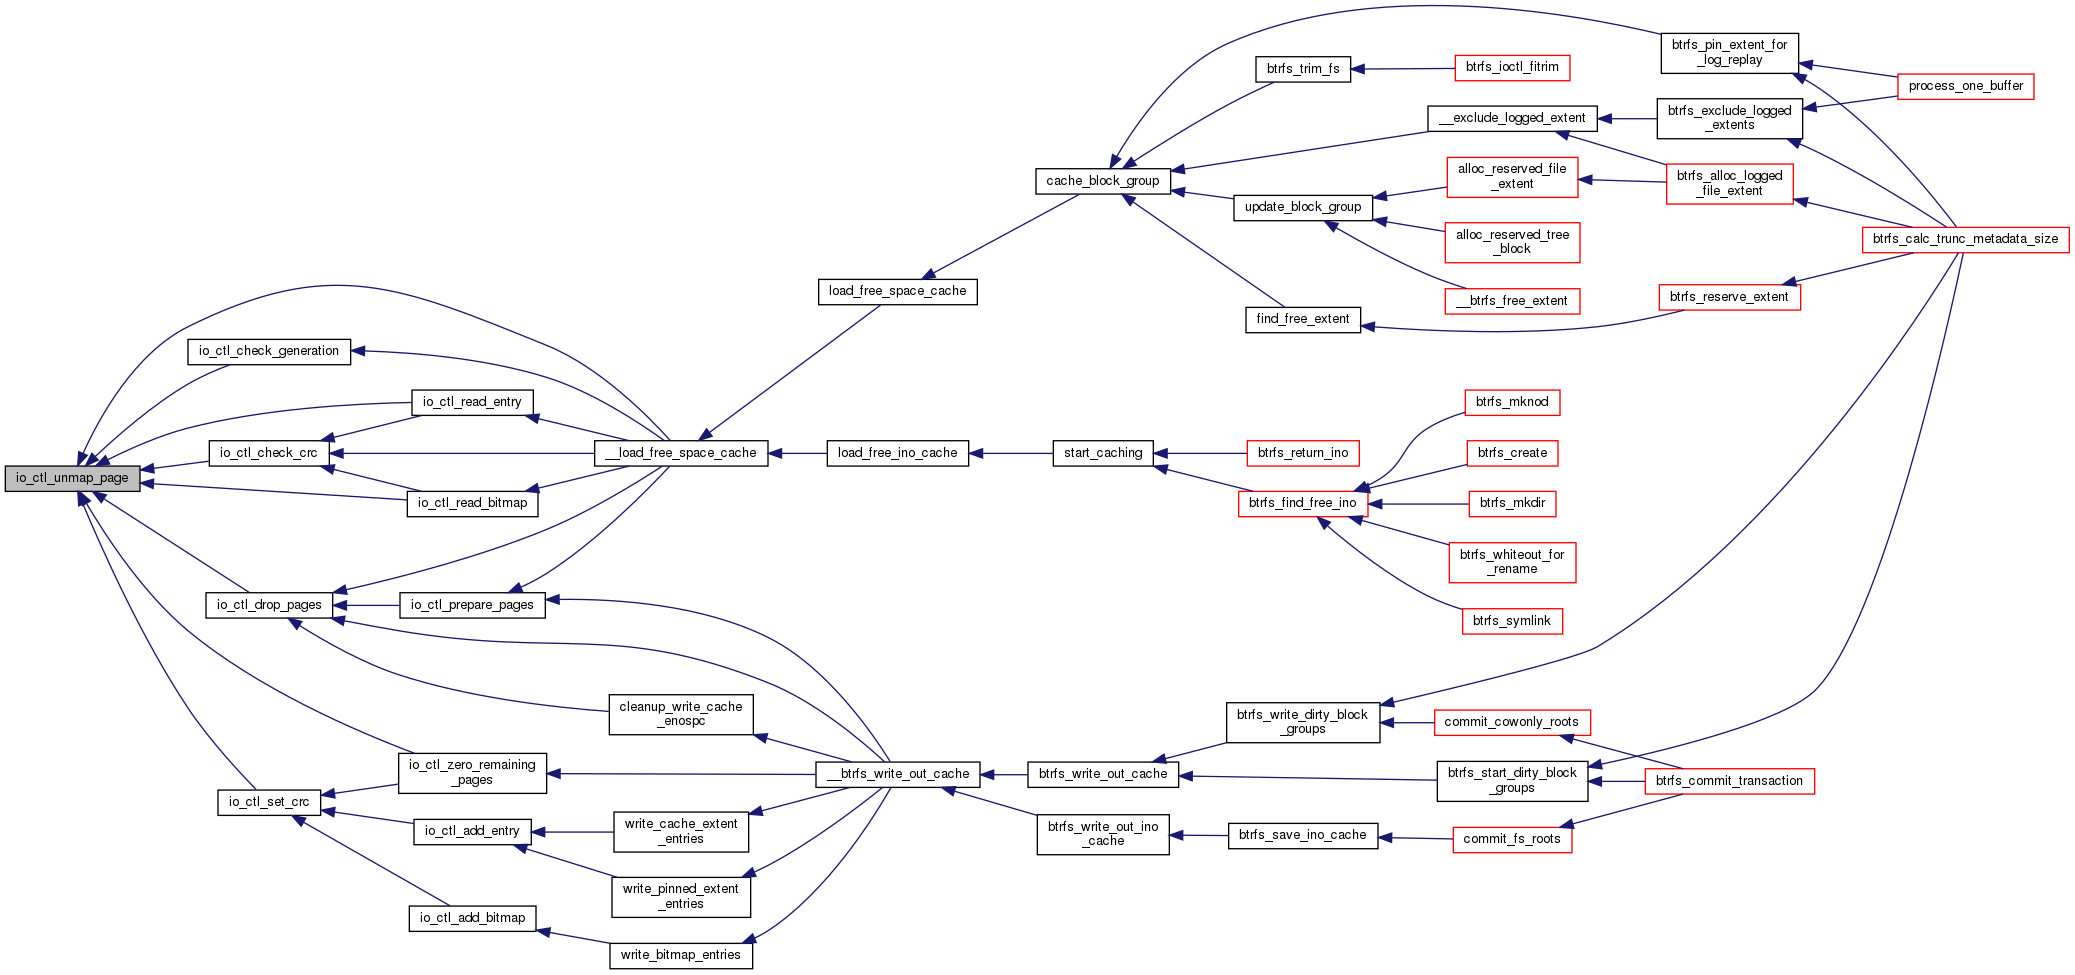 io_ctl_unmap_page
io_ctl_check_generation
io_ctl_read_entry
io_ctl_check_crc
io_ctl_read_bitmap
io_ctl_drop_pages
io_ctl_prepare_pages
cleanup_write_cache
_enospc
io_ctl_zero_remaining
_pages
io_ctl_set_crc
io_ctl_add_entry
write_cache_extent
_entries
write_pinned_extent
_entries
io_ctl_add_bitmap
write_bitmap_entries
__load_free_space_cache
load_free_space_cache
load_free_ino_cache
__btrfs_write_out_cache
cache_block_group
start_caching
btrfs_write_out_cache
btrfs_write_out_ino
_cache
btrfs_trim_fs
btrfs_ioctl_fitrim
__exclude_logged_extent
update_block_group
alloc_reserved_file
_extent
alloc_reserved_tree
_block
__btrfs_free_extent
find_free_extent
btrfs_pin_extent_for
_log_replay
btrfs_exclude_logged
_extents
btrfs_alloc_logged
_file_extent
btrfs_reserve_extent
process_one_buffer
btrfs_calc_trunc_metadata_size
btrfs_return_ino
btrfs_find_free_ino
btrfs_mknod
btrfs_create
btrfs_mkdir
btrfs_whiteout_for
_rename
btrfs_symlink
btrfs_write_dirty_block
_groups
commit_cowonly_roots
btrfs_start_dirty_block
_groups
btrfs_commit_transaction
btrfs_save_ino_cache
commit_fs_roots